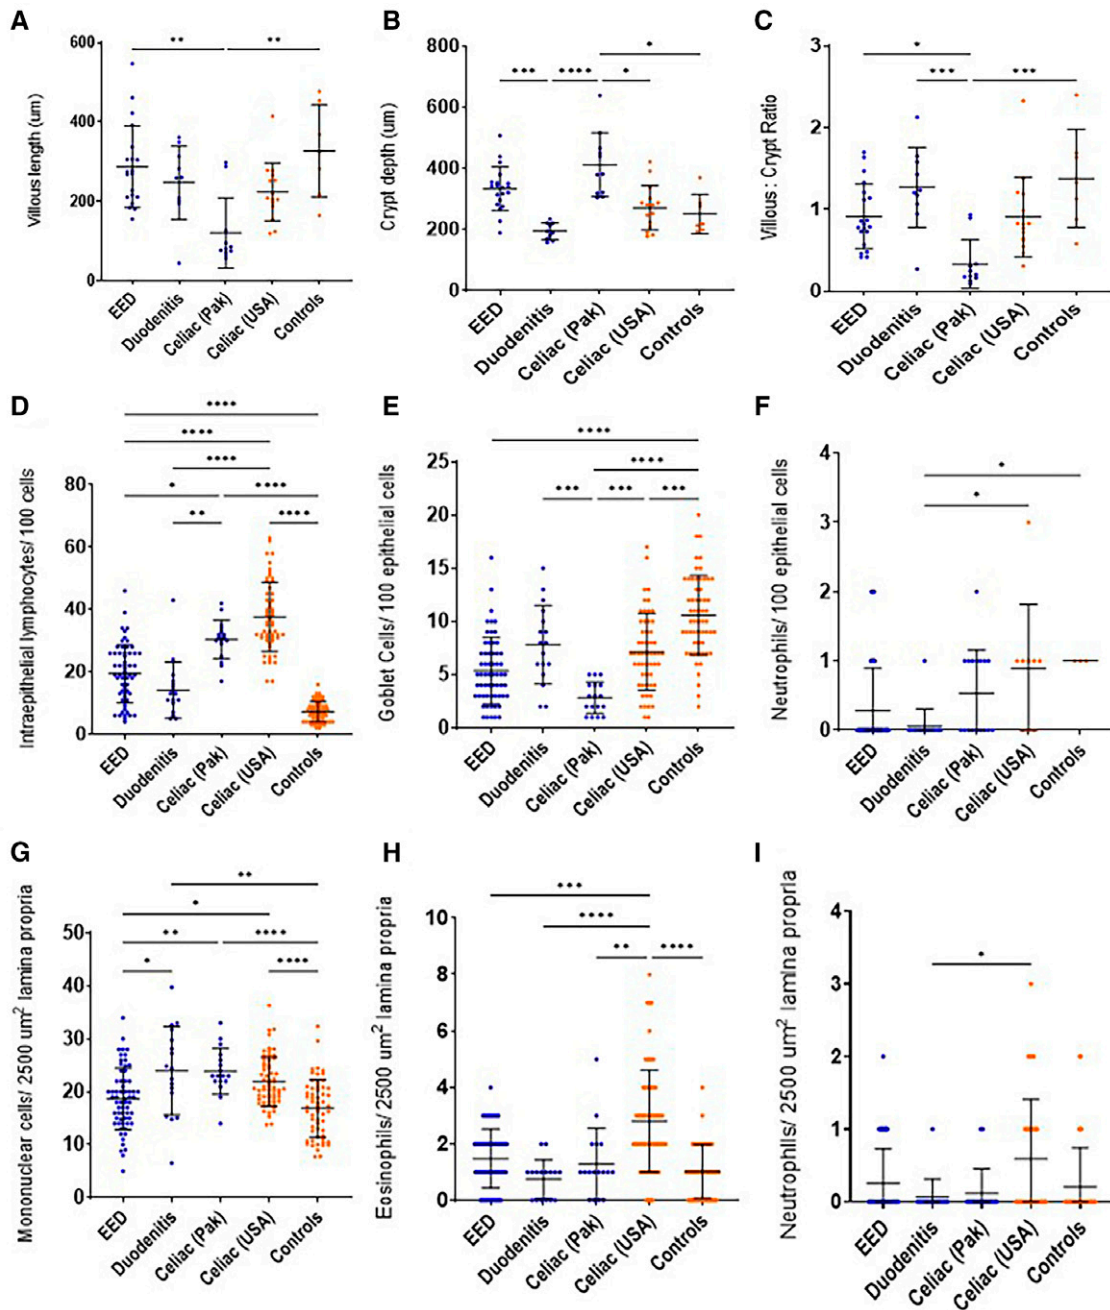 A
Villous length (um)
600
400
200
0
** **
EED
Duodenitis
Celiac (Pak)
Celiac (USA)
Controls
B
Crypt depth (um)
800
600
400
200
0
*
*** **** *
EED
Duodenitis
Celiac (Pak)
Celiac (USA)
Controls
C
Villous : Crypt Ratio
3
2
1
0
*
*** ***
EED
Duodenitis
Celiac (Pak)
Celiac (USA)
Controls
D
Intraepithelial lymphocytes/ 100 cells
80
60
40
20
0
****
****
****
* ****
** ****
EED
Duodenitis
Celiac (Pak)
Celiac (USA)
Controls
E
Goblet Cells/ 100 epithelial cells
25
20
15
10
5
0
****
****
*** *** ***
EED
Duodenitis
Celiac (Pak)
Celiac (USA)
Controls
F
Neutrophils/ 100 epithelial cells
4
3
2
1
0
*
*
EED
Duodenitis
Celiac (Pak)
Celiac (USA)
Controls
G
Mononuclear cells/ 2500 um² lamina propria
50
40
30
20
10
0
**
*
** ****
* ****
EED
Duodenitis
Celiac (Pak)
Celiac (USA)
Controls
H
Eosinophils/ 2500 um² lamina propria
10
8
6
4
2
0
***
****
** ****
EED
Duodenitis
Celiac (Pak)
Celiac (USA)
Controls
I
Neutrophils/ 2500 um² lamina propria
4
3
2
1
0
*
EED
Duodenitis
Celiac (Pak)
Celiac (USA)
Controls